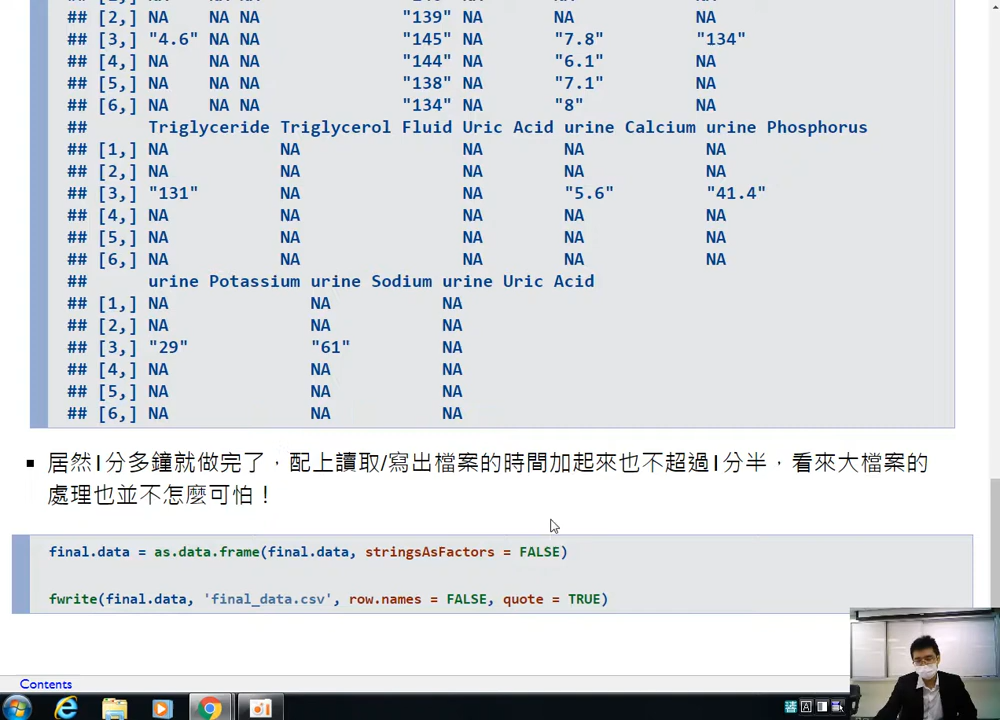 ## [2,] NA NA NA "139" NA NA NA
## [3,] "4.6" NA NA "145" NA "7.8" "134"
## [4,] NA NA NA "144" NA "6.1" NA
## [5,] NA NA NA "138" NA "7.1" NA
## [6,] NA NA NA "134" NA "8" NA
## Triglyceride Triglycerol Fluid Uric Acid urine Calcium urine Phosphorus
## [1,] NA NA NA NA NA
## [2,] NA NA NA NA NA
## [3,] "131" NA NA "5.6" "41.4"
## [4,] NA NA NA NA NA
## [5,] NA NA NA NA NA
## [6,] NA NA NA NA NA
## urine Potassium urine Sodium urine Uric Acid
## [1,] NA NA NA
## [2,] NA NA NA
## [3,] "29" "61" NA
## [4,] NA NA NA
## [5,] NA NA NA
## [6,] NA NA NA
▪ 居然1分多鐘就做完了，配上讀取/寫出檔案的時間加起來也不超過1分半，看來大檔案的
處理也並不怎麼可怕！
final.data = as.data.frame(final.data, stringsAsFactors = FALSE)
fwrite(final.data, 'final_data.csv', row.names = FALSE, quote = TRUE)
Contents